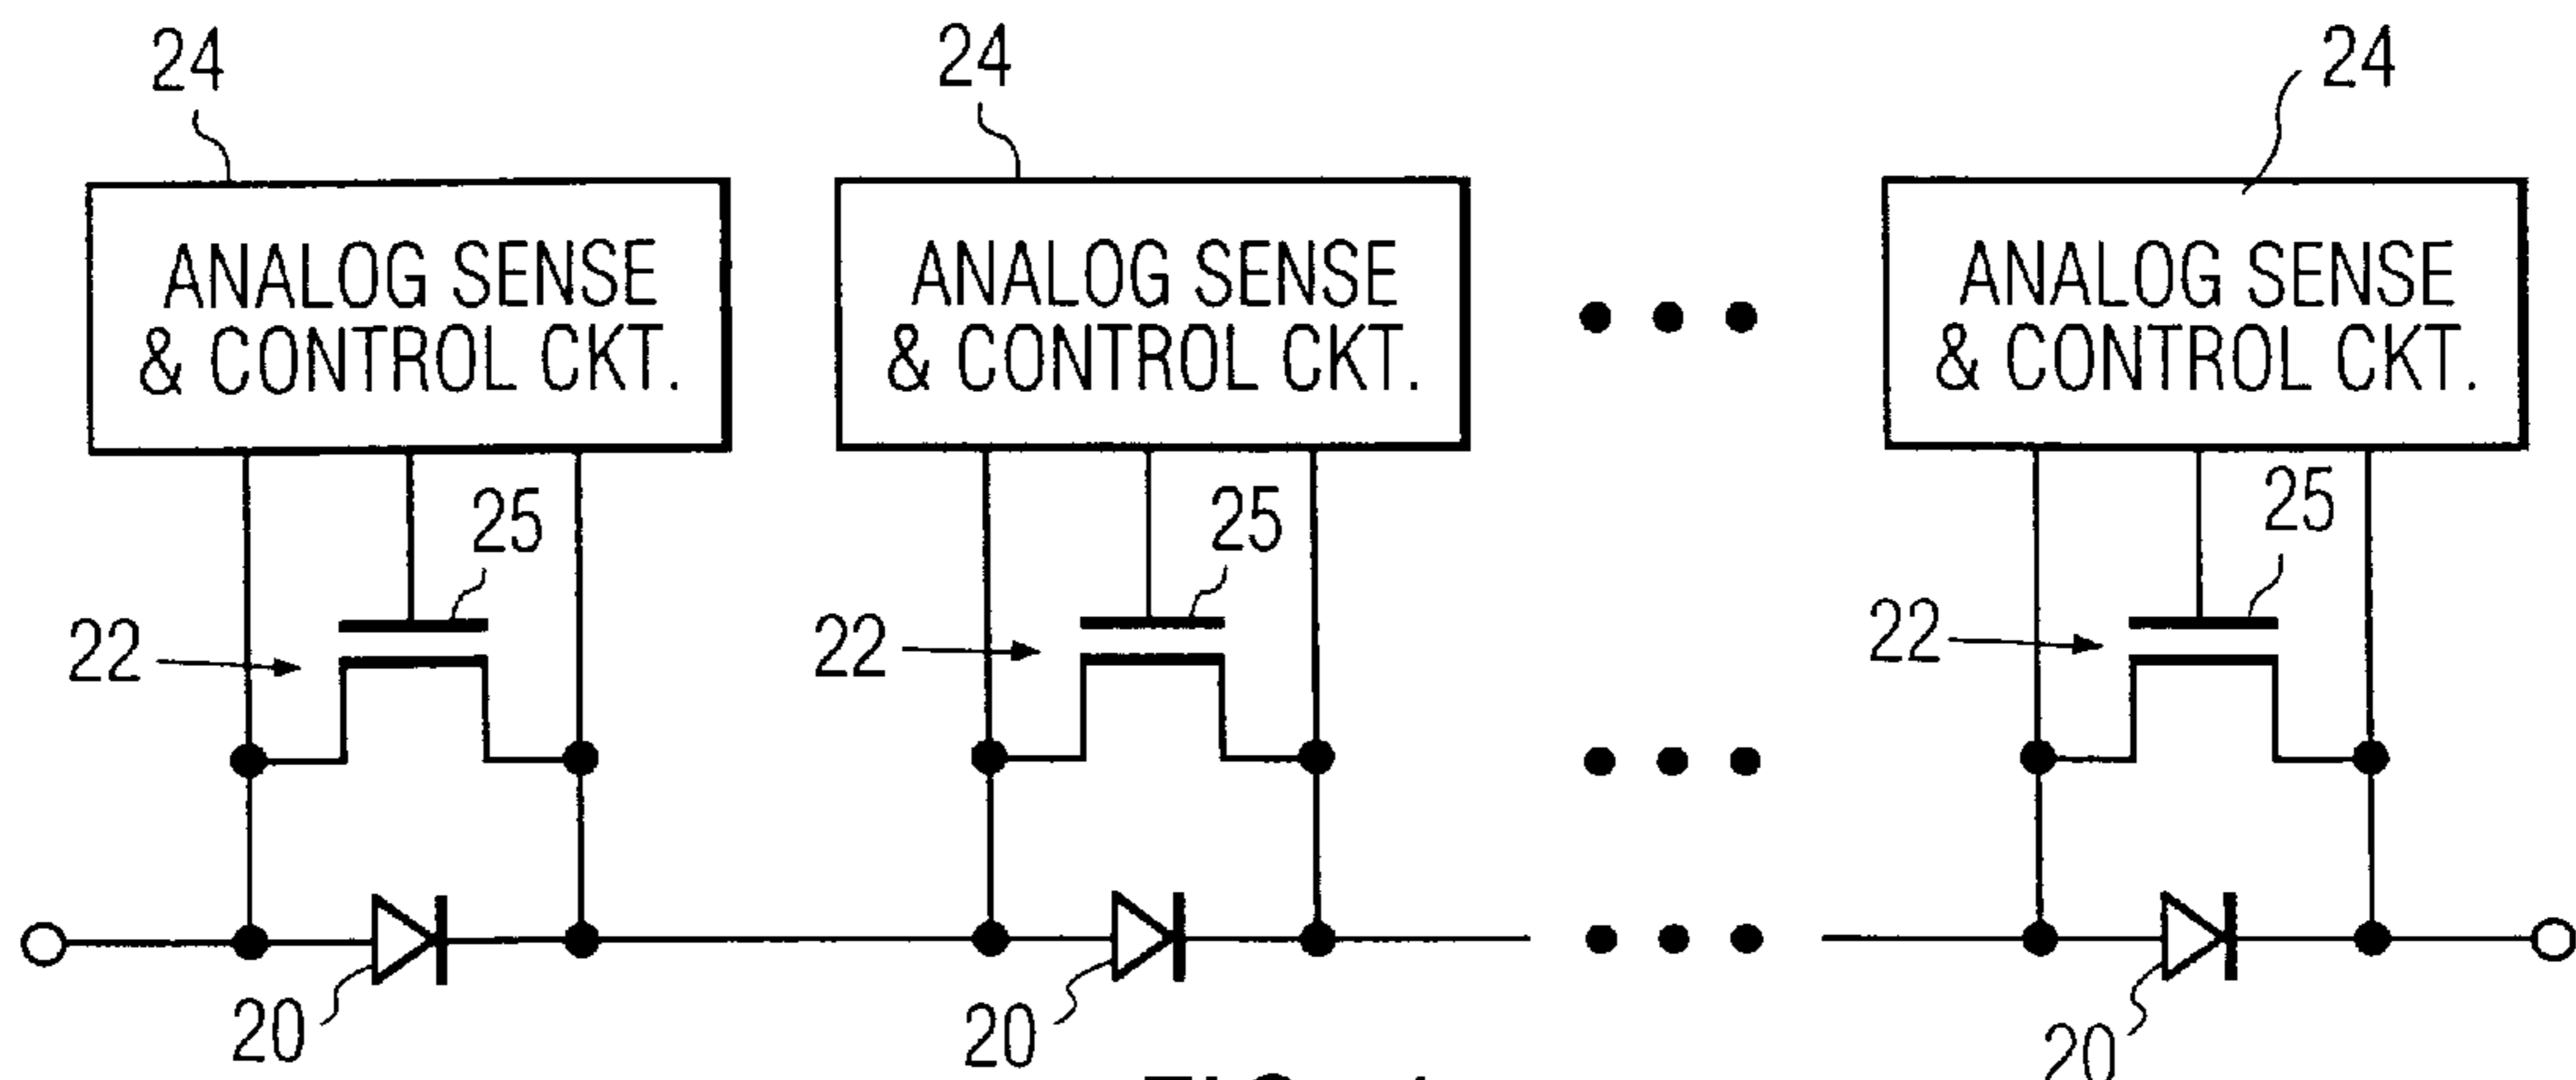 24 24 24
ANALOG SENSE
& CONTROL CKT.
ANALOG SENSE
& CONTROL CKT.
ANALOG SENSE
& CONTROL CKT.
25 25 25
22 22 22
20 20 20